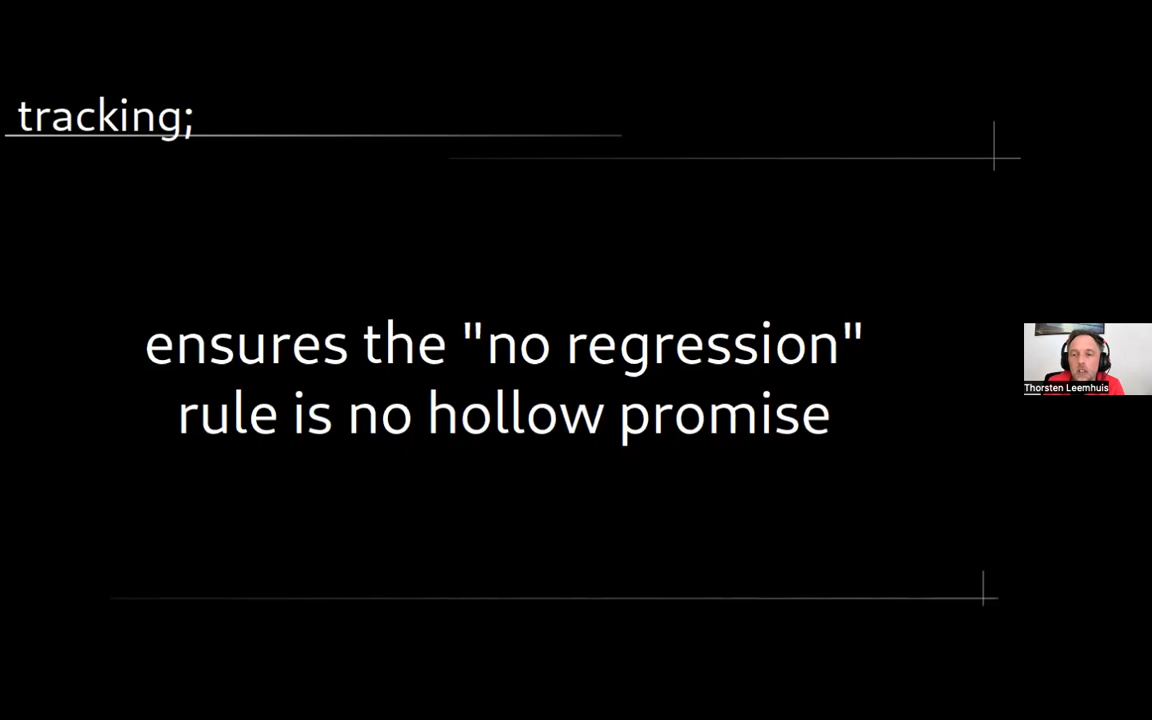 tracking;
ensures the "no regression"
rule is no hollow promise
Thorsten Leemhuis